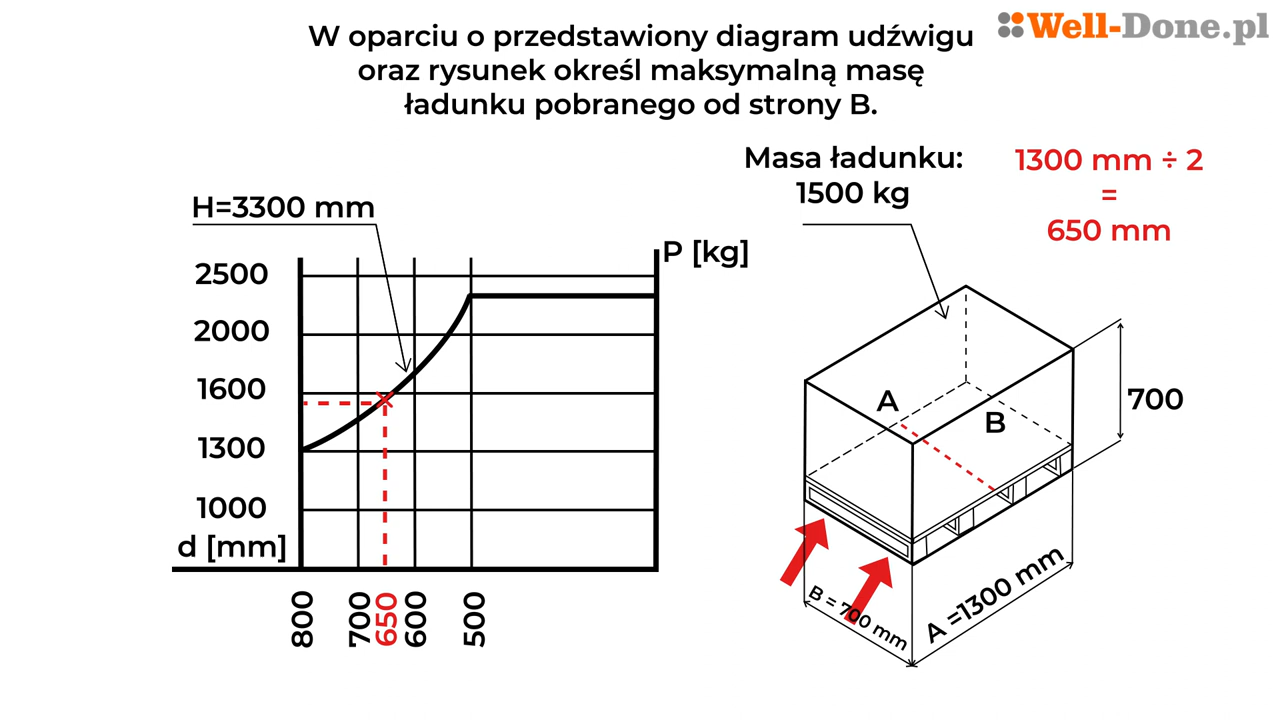 Well-Done.pl
W oparciu o przedstawiony diagram udźwigu
oraz rysunek określ maksymalną masę
ładunku pobranego od strony B.
Masa ładunku:
1500 kg
1300 mm ÷ 2
=
650 mm
H=3300 mm
P [kg]
2500
2000
1600
1300
1000
d [mm]
800
700
650
600
500
A
B
700
B = 700 mm
A =1300 mm